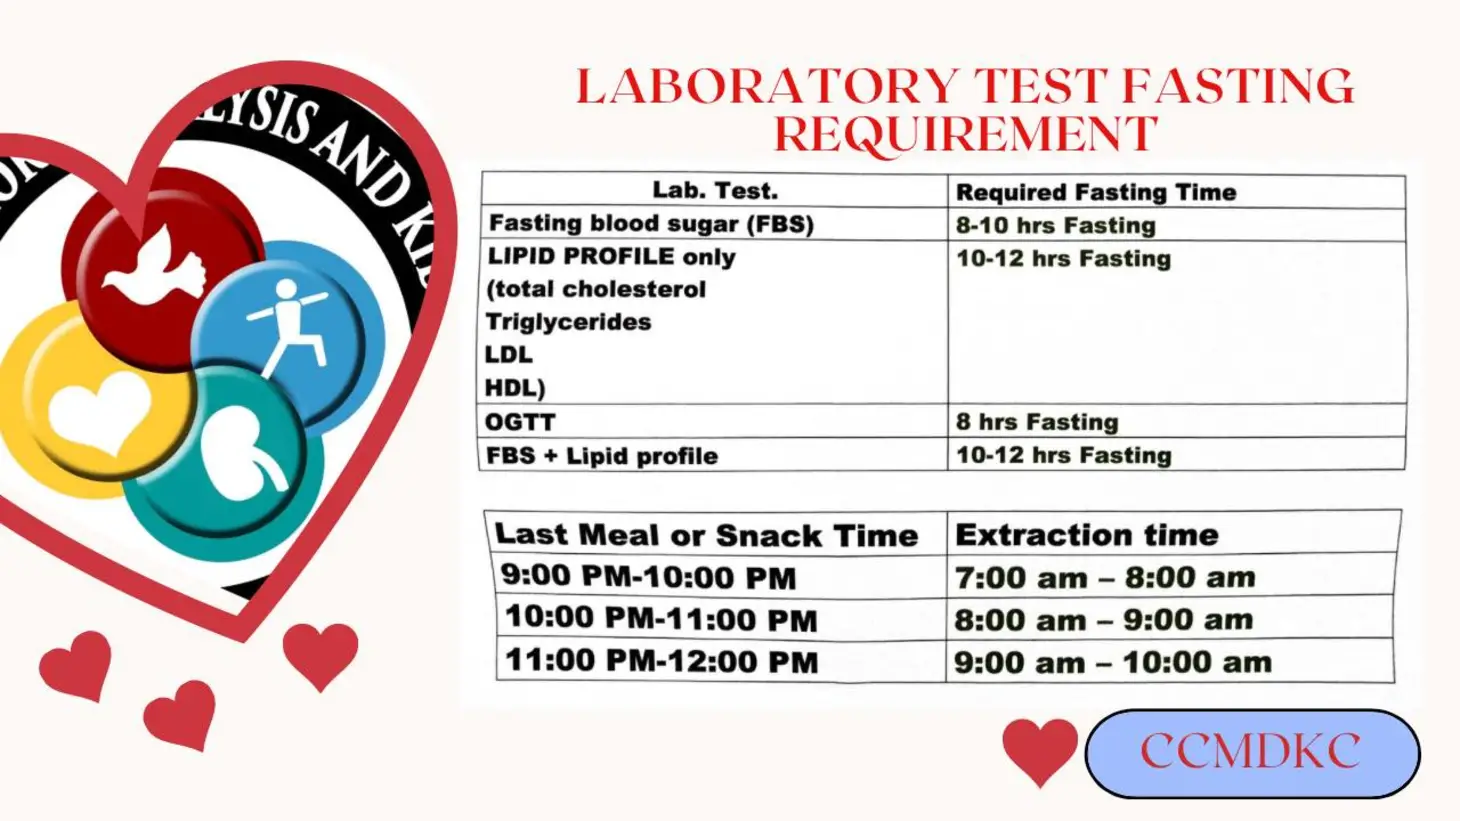 LYSIS AND
LABORATORY TEST FASTING
REQUIREMENT
Lab. Test. Required Fasting Time
Fasting blood sugar (FBS) 8-10 hrs Fasting
LIPID PROFILE only 10-12 hrs Fasting
(total cholesterol
Triglycerides
LDL
HDL)
OGTT 8 hrs Fasting
FBS + Lipid profile 10-12 hrs Fasting
Last Meal or Snack Time Extraction time
9:00 PM-10:00 PM 7:00 am – 8:00 am
10:00 PM-11:00 PM 8:00 am – 9:00 am
11:00 PM-12:00 PM 9:00 am – 10:00 am
CCMDKC